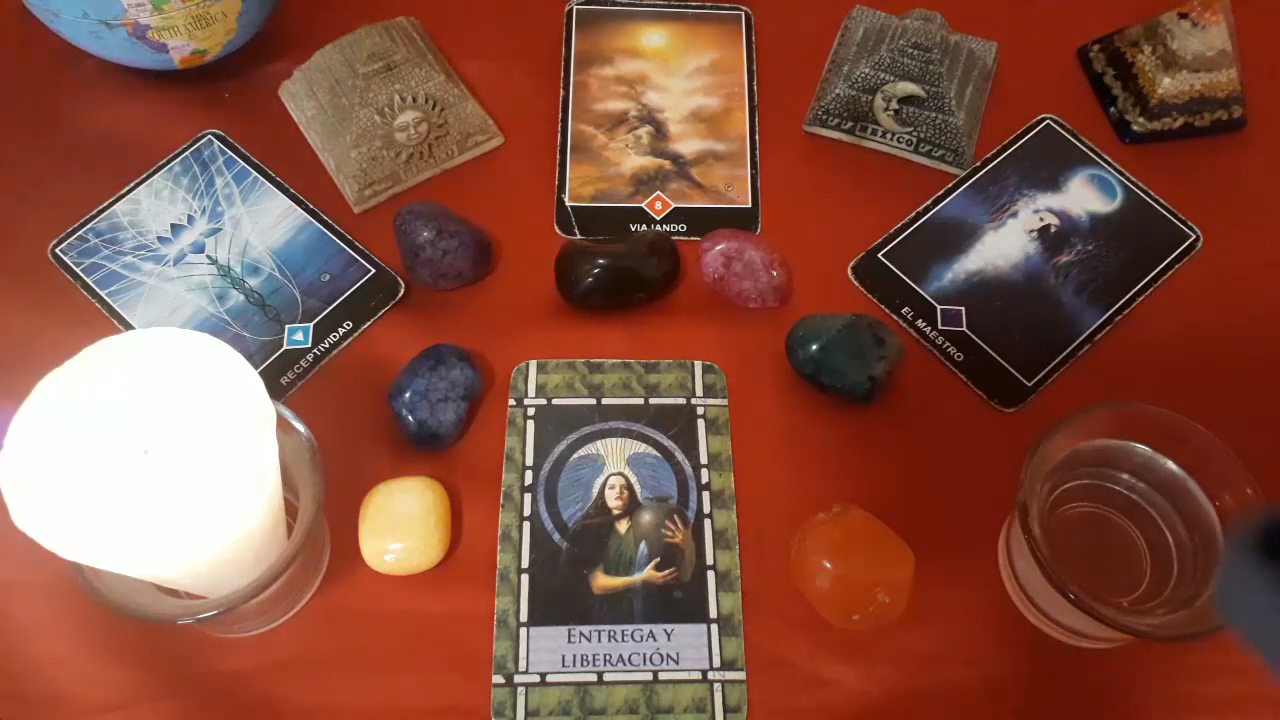 SOUTH AMERICA
8
VIAJANDO
MEXICO
RECEPTIVIDAD
EL MAESTRO
ENTREGA Y
LIBERACIÓN